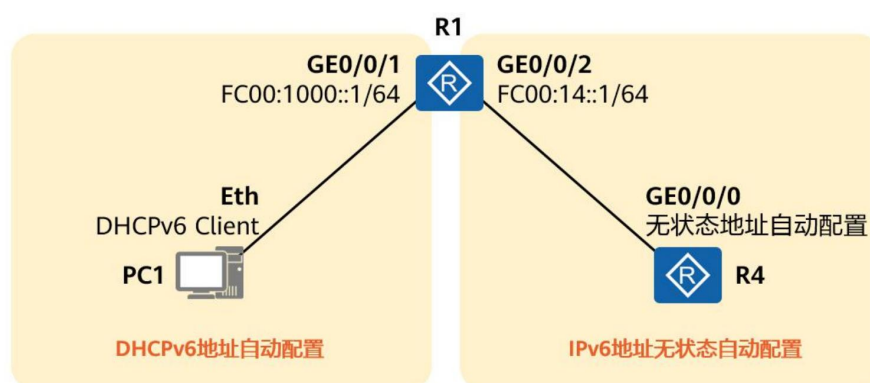 R1
GE0/0/1
FC00:1000::1/64
R
GE0/0/2
FC00:14::1/64
Eth
DHCPv6 Client
PC1
GE0/0/0
无状态地址自动配置
R
R4
DHCPv6地址自动配置
IPv6地址无状态自动配置